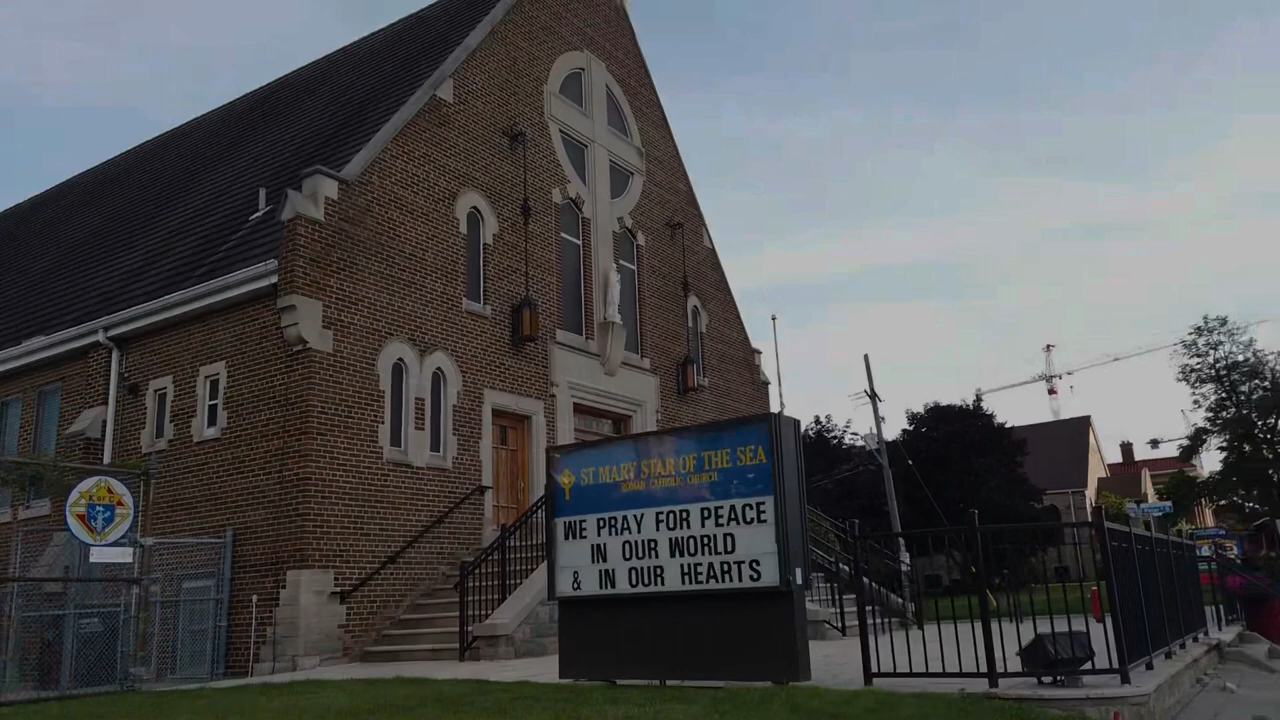 ST MARY STAR OF THE SEA
ROMAN CATHOLIC CHURCH
WE PRAY FOR PEACE
IN OUR WORLD
& IN OUR HEARTS
K OF C